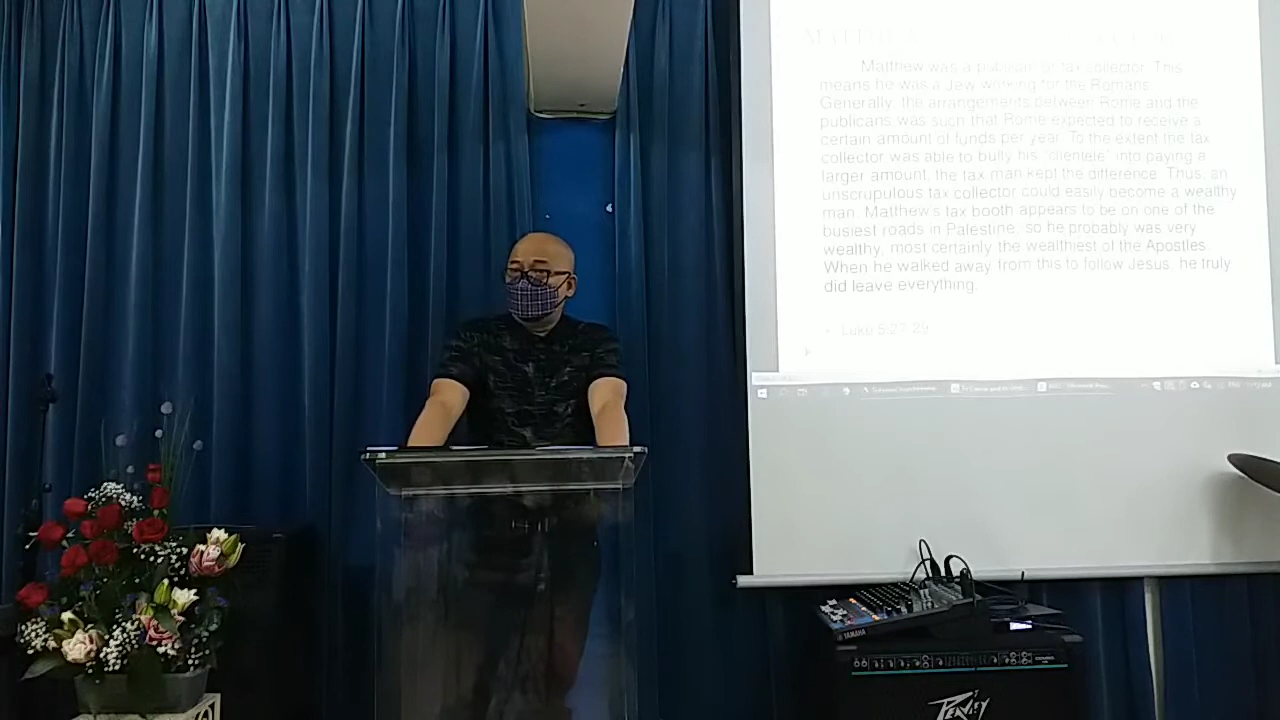 Matthew was a publican or tax collector. This
means he was a Jew working for the Romans.
Generally, the arrangements between Rome and the
publicans was such that Rome expected to receive a
certain amount of funds per year. To the extent the tax
collector was able to bully his "clientele" into paying a
larger amount, the tax man kept the difference. Thus, an
unscrupulous tax collector could easily become a wealthy
man. Matthew's tax booth appears to be on one of the
busiest roads in Palestine, so he probably was very
wealthy, most certainly the wealthiest of the Apostles.
When he walked away from this to follow Jesus, he truly
did leave everything.
Luke 5:27-29
ENG
YAMAHA
PEAVEY